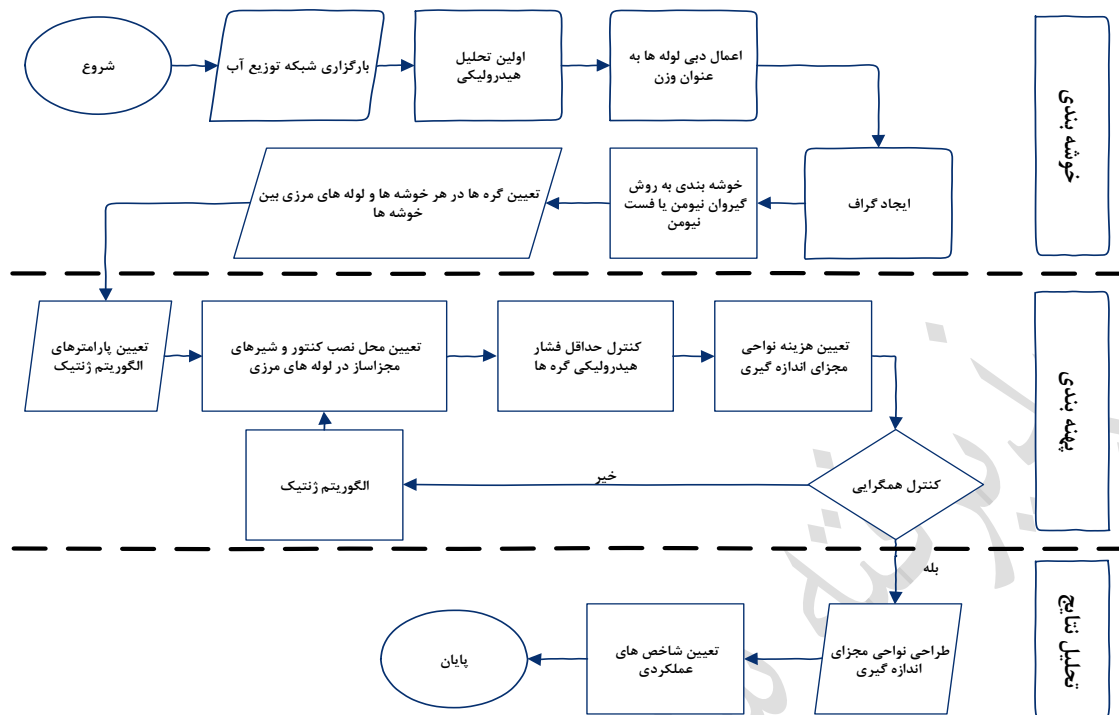 شروع
بارگزاری شبکه توزیع آب
اولین تحلیل
هیدرولیکی
اعمال دبی لوله ها به
عنوان وزن
خوشه بندی
ایجاد گراف
خوشه بندی به روش
گیروان نیومن یا فست
نیومن
تعیین گره ها در هر خوشه ها و لوله های مرزی بین
خوشه ها
تعیین پارامترهای
الگوریتم ژنتیک
تعیین محل نصب کنتور و شیرهای
مجزاساز در لوله های مرزی
کنترل حداقل فشار
هیدرولیکی گره ها
تعیین هزینه نواحی
مجزای اندازه گیری
پهنه بندی
کنترل همگرایی
خیر
الگوریتم ژنتیک
بله
تحلیل نتایج
طراحی نواحی مجزای
اندازه گیری
تعیین شاخص های
عملکردی
پایان